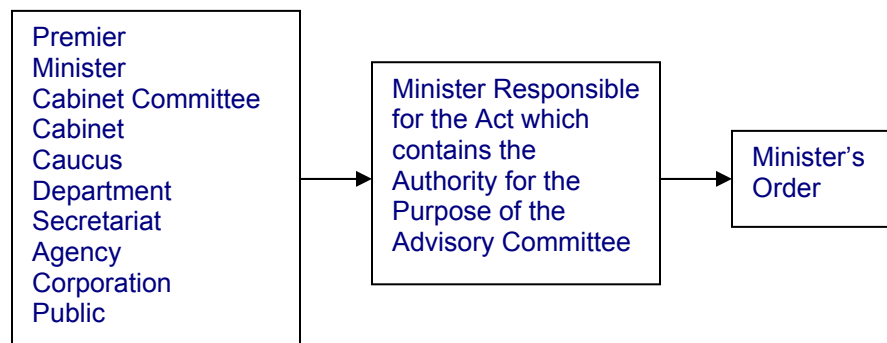 Premier
Minister
Cabinet Committee
Cabinet
Caucus
Department
Secretariat
Agency
Corporation
Public
Minister Responsible
for the Act which
contains the
Authority for the
Purpose of the
Advisory Committee
Minister’s
Order